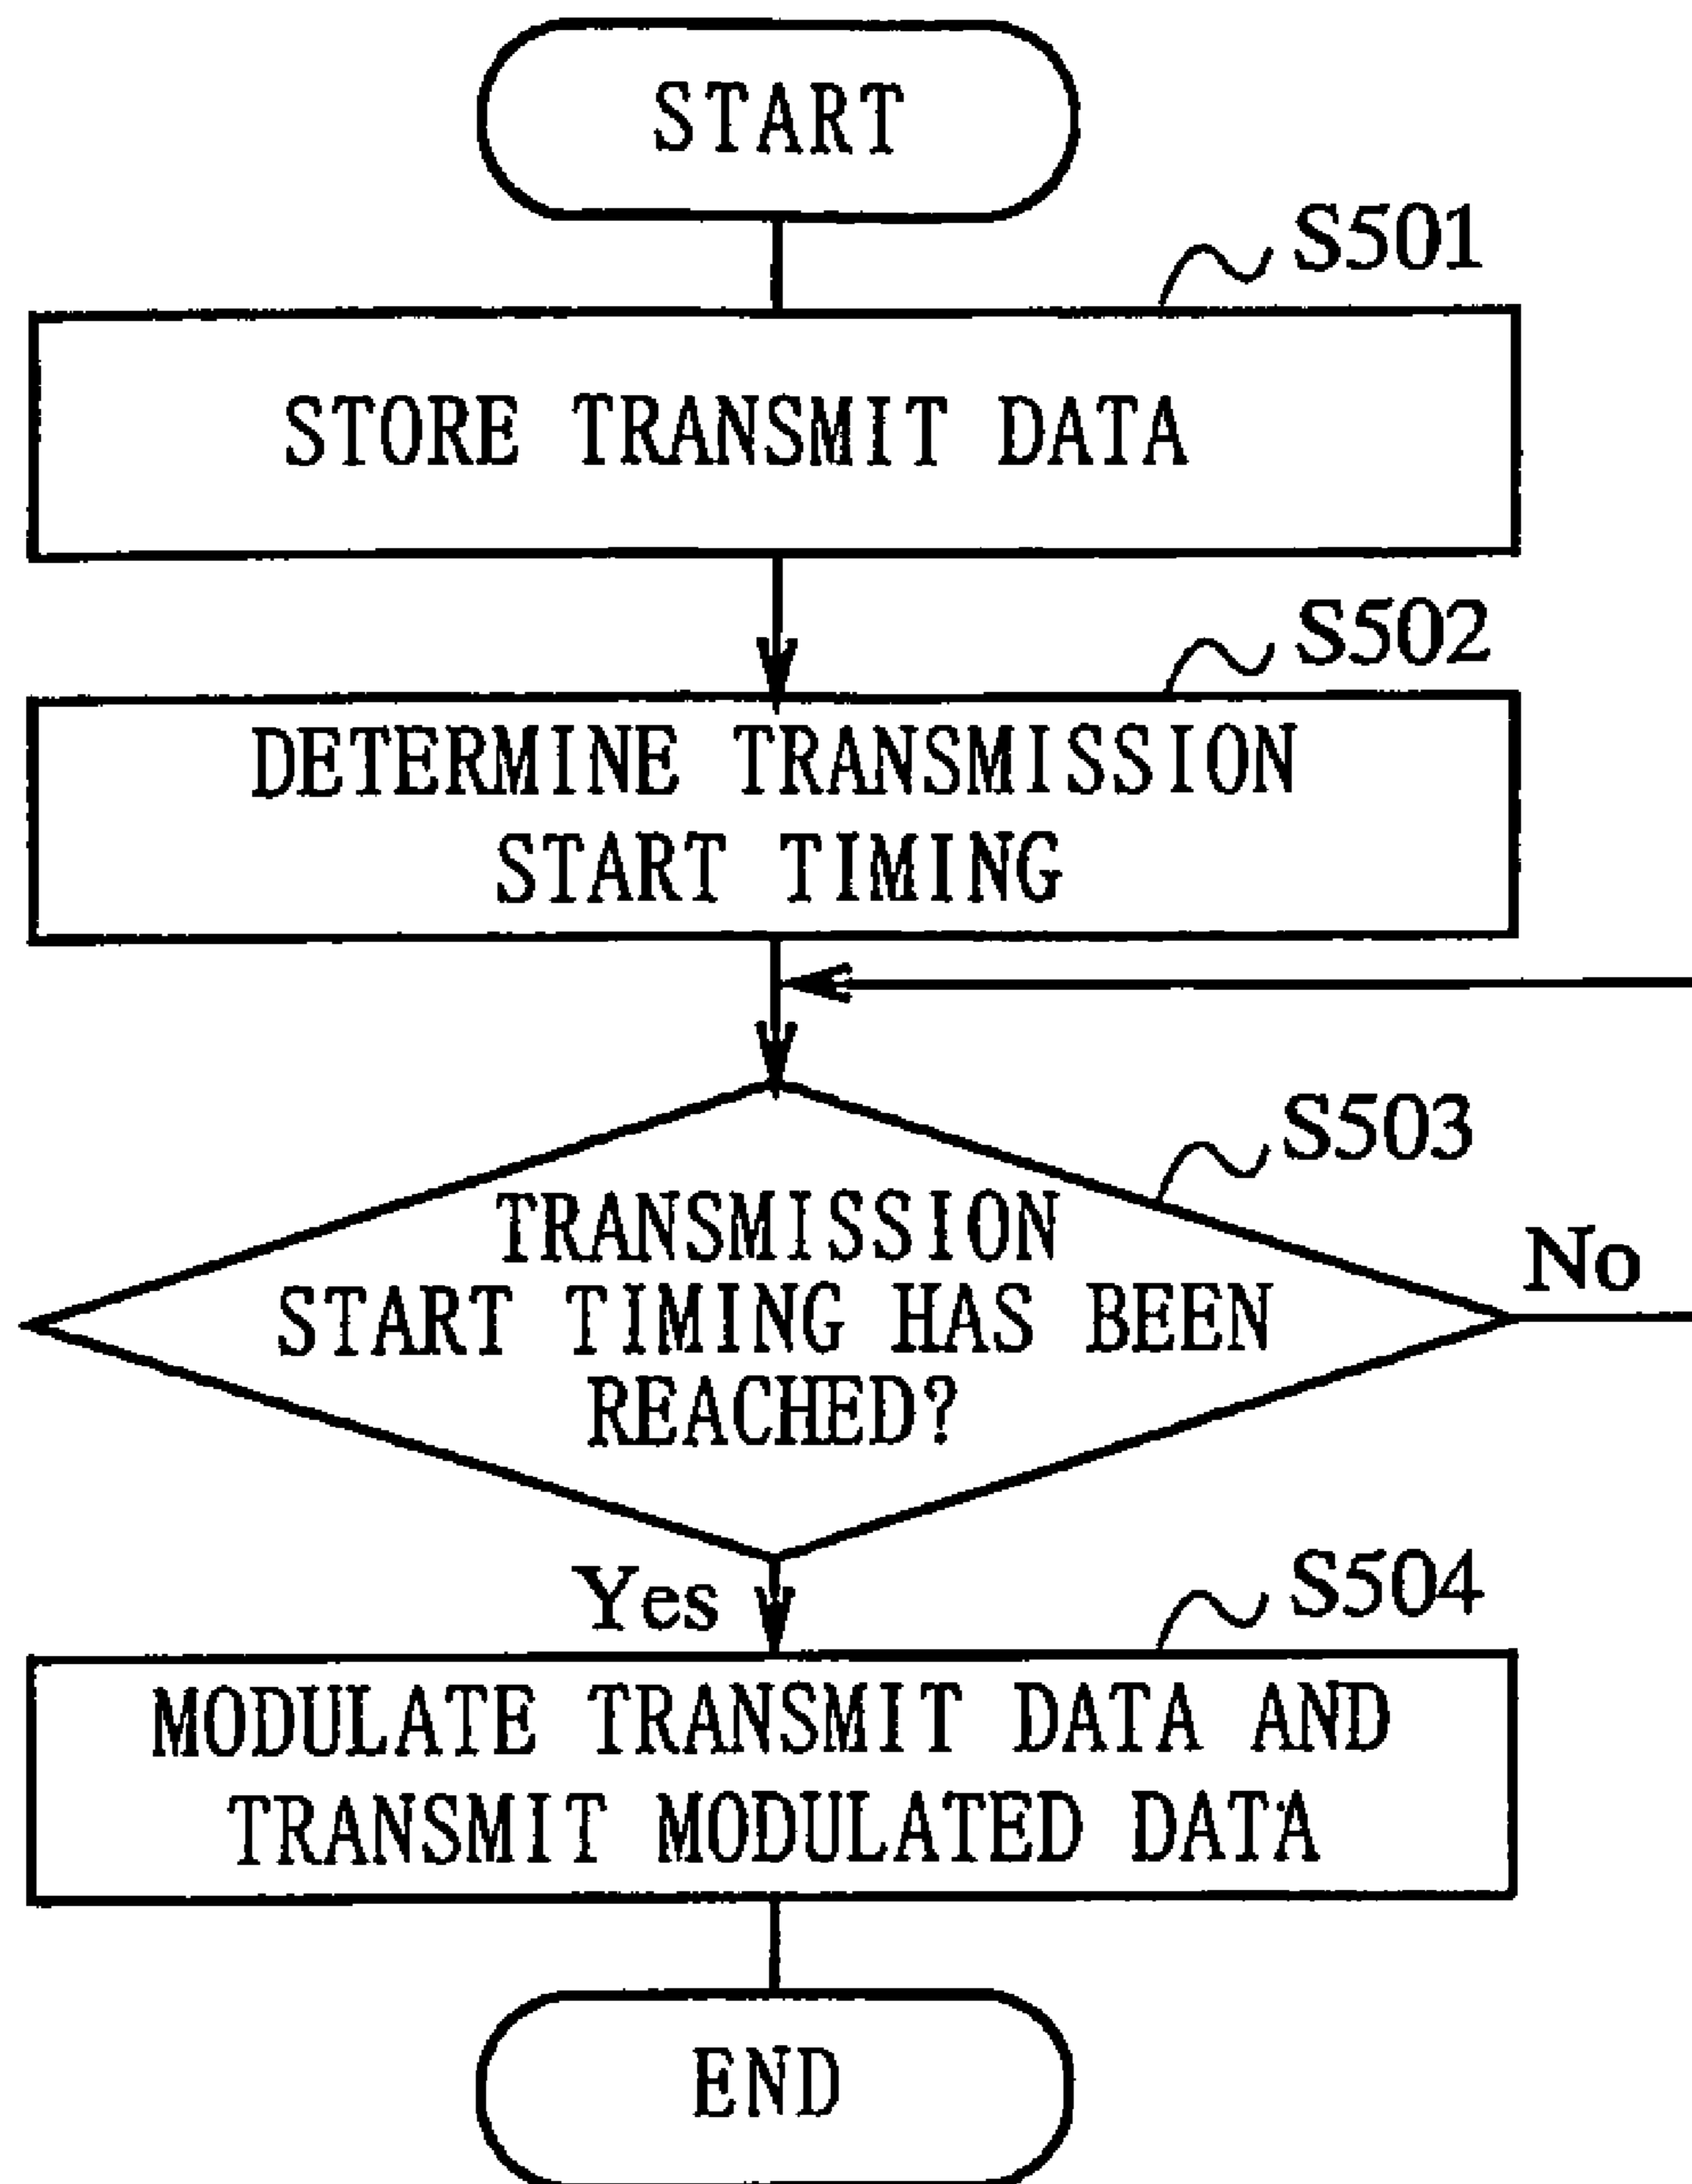 START
S501
STORE TRANSMIT DATA
S502
DETERMINE TRANSMISSION
START TIMING
S503
TRANSMISSION
START TIMING HAS BEEN
REACHED?
No
Yes
S504
MODULATE TRANSMIT DATA AND
TRANSMIT MODULATED DATA
END